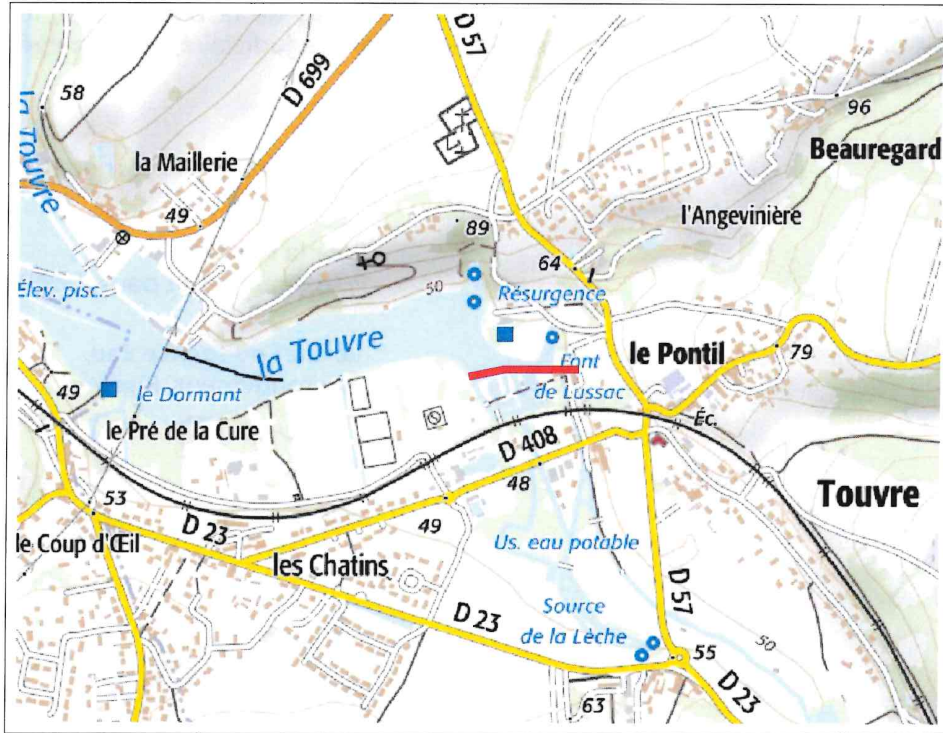 D 57
58
la Touvre
D 699
96
la Maillerie
Beauregard
l'Angevinière
49
89
64
Élev. pisc.
50
Résurgence
la Touvre
le Pontil
79
Font
de Lussac
49
le Dormant
le Pré de la Cure
Éc.
D 408
48
Touvre
53
49
D 23
le Coup d'Œil
Us. eau potable
les Chatins
D 57
Source
de la Lèche
D 23
50
55
63
D 23